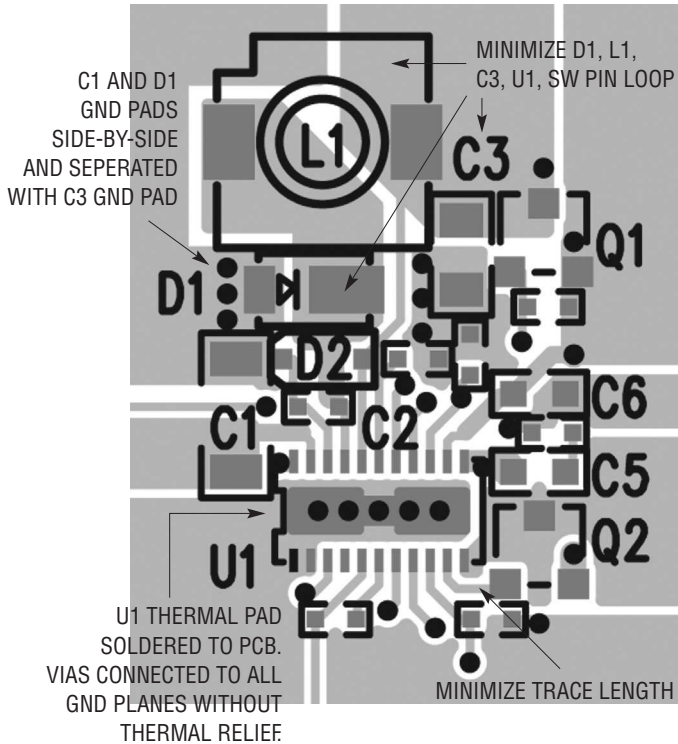 C1 AND D1
GND PADS
SIDE-BY-SIDE
AND SEPERATED
WITH C3 GND PAD
MINIMIZE D1, L1,
C3, U1, SW PIN LOOP
L1
C3
Q1
D1
D2
C6
C1
C2
C5
U1
Q2
U1 THERMAL PAD
SOLDERED TO PCB.
VIAS CONNECTED TO ALL
GND PLANES WITHOUT
THERMAL RELIEF.
MINIMIZE TRACE LENGTH